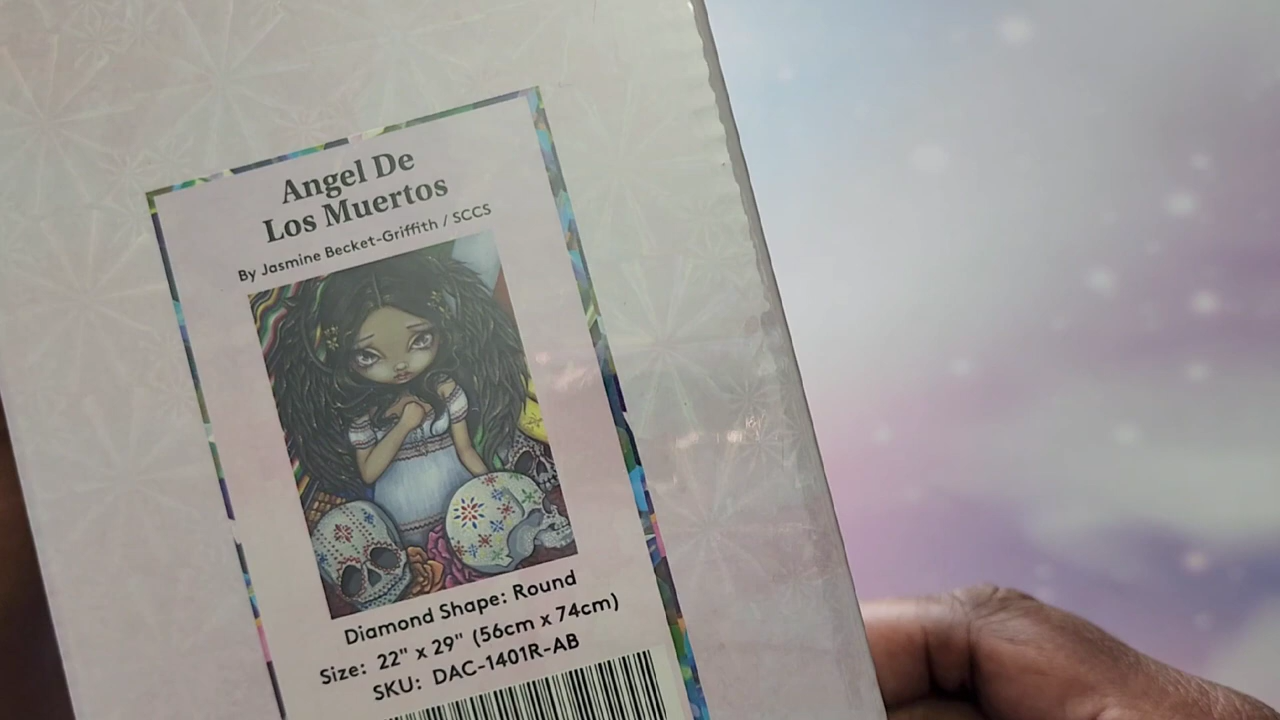 Angel De
Los Muertos
By Jasmine Becket-Griffith / SCCS
Diamond Shape: Round
Size: 22" x 29" (56cm x 74cm)
SKU: DAC-1401R-AB